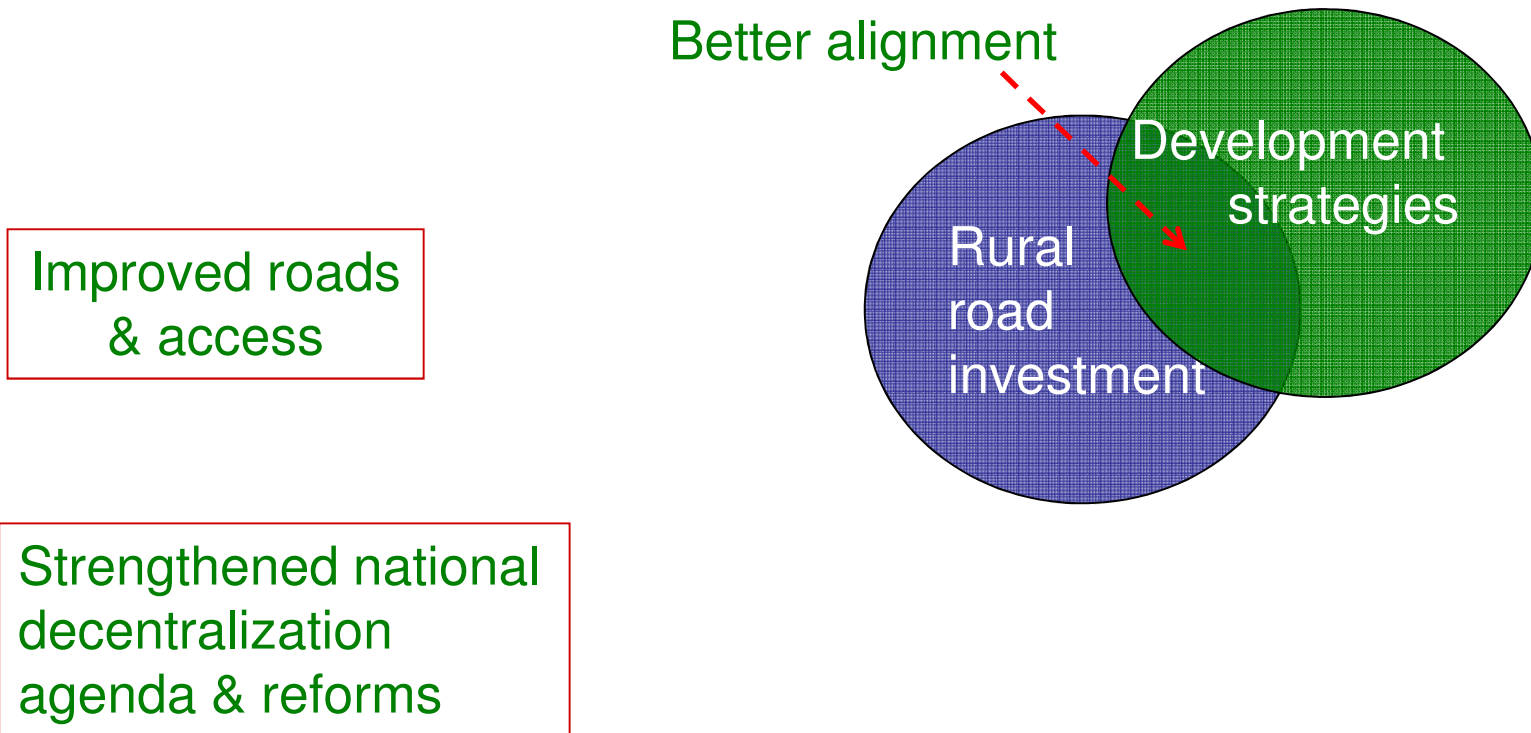 Better alignment
Development
strategies
Rural
road
investment
Improved roads
& access
Strengthened national
decentralization
agenda & reforms